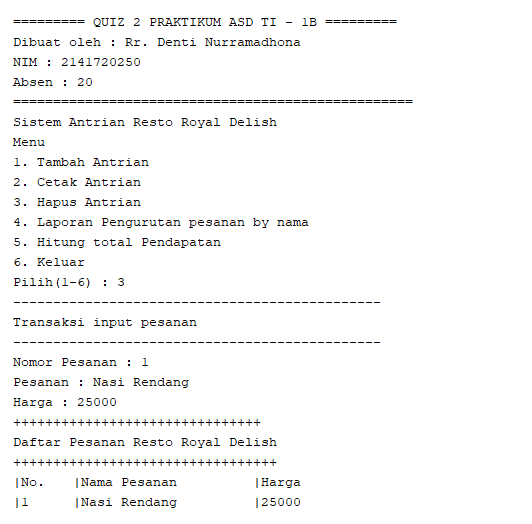 ========= QUIZ 2 PRAKTIKUM ASD TI - 1B =========
Dibuat oleh : Rr. Denti Nurramadhona
NIM : 2141720250
Absen : 20
==================================================
Sistem Antrian Resto Royal Delish
Menu
1. Tambah Antrian
2. Cetak Antrian
3. Hapus Antrian
4. Laporan Pengurutan pesanan by nama
5. Hitung total Pendapatan
6. Keluar
Pilih(1-6) : 3
----------------------------------------------
Transaksi input pesanan
----------------------------------------------
Nomor Pesanan : 1
Pesanan : Nasi Rendang
Harga : 25000
+++++++++++++++++++++++++++++++
Daftar Pesanan Resto Royal Delish
+++++++++++++++++++++++++++++++++
|No. |Nama Pesanan |Harga
|1 |Nasi Rendang |25000